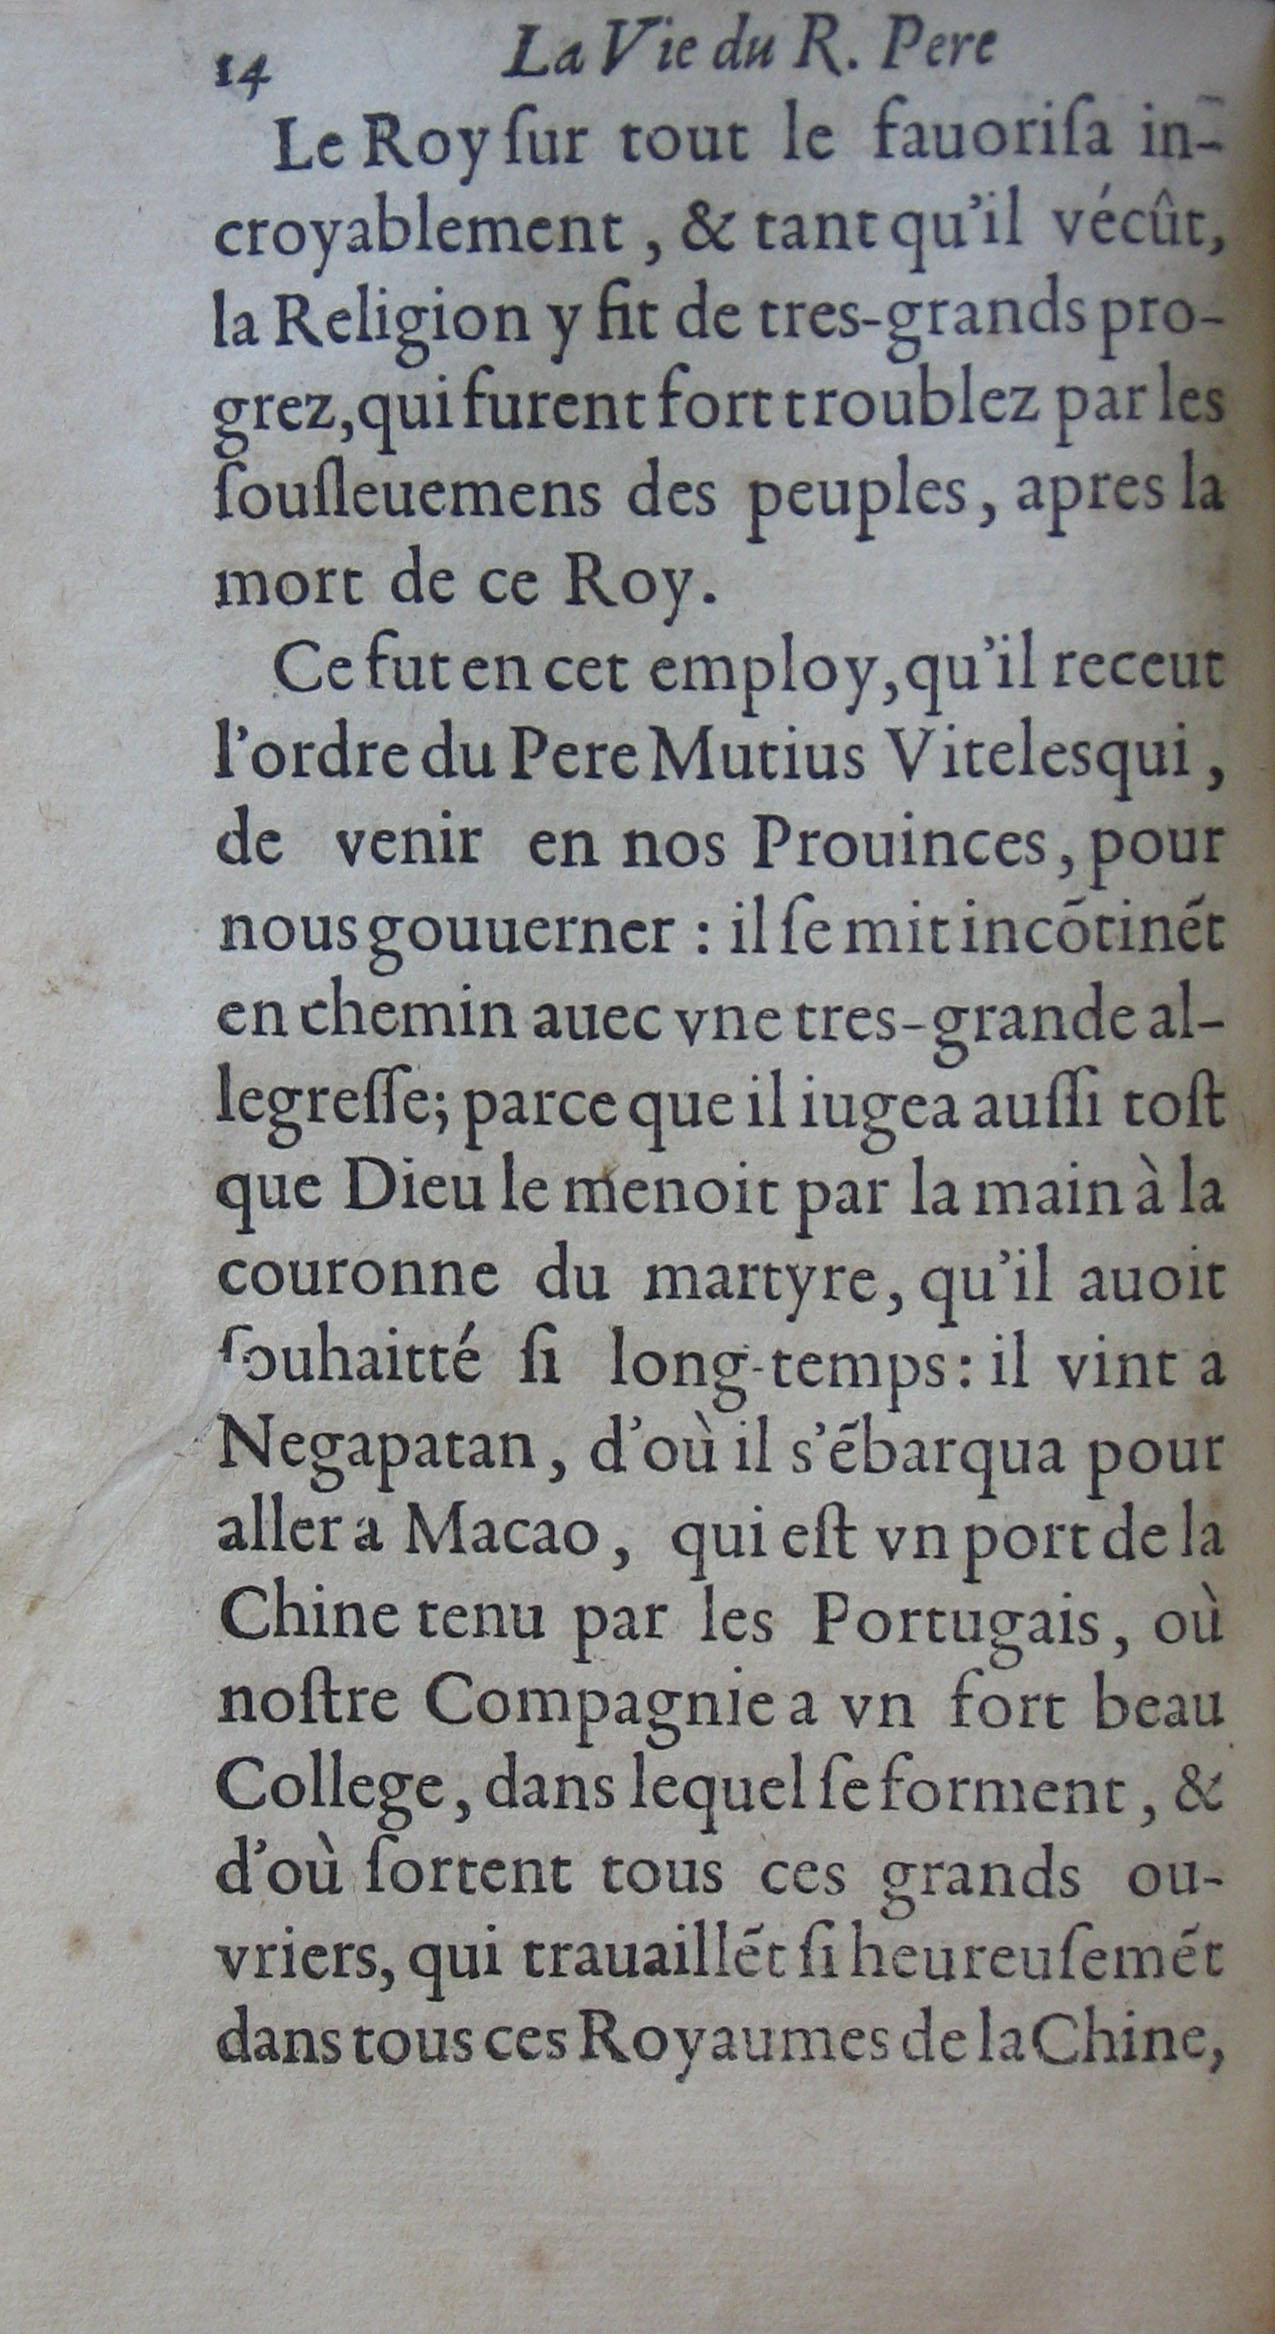 14 La Vie du R. Pere
Le Roy ſur tout le fauoriſa in-
croyablement, & tant qu'il vécût,
la Religion y fit de tres-grands pro-
grez, qui furent fort troublez par les
ſouſleuemens des peuples, apres la
mort de ce Roy.
Ce fut en cet employ, qu'il receut
l'ordre du Pere Mutius Vitelesqui,
de venir en nos Prouinces, pour
nous gouuerner : il ſe mit incõtinẽt
en chemin auec vne tres-grande al-
legreſſe; parce que il iugea auſſi toſt
que Dieu le menoit par la main à la
couronne du martyre, qu'il auoit
ſouhaitté ſi long-temps: il vint a
Negapatan, d'où il s'ẽbarqua pour
aller a Macao, qui eſt vn port de la
Chine tenu par les Portugais, où
noſtre Compagnie a vn fort beau
College, dans lequel ſe forment, &
d'où ſortent tous ces grands ou-
vriers, qui trauaillẽt ſi heureuſemẽt
dans tous ces Royaumes de la Chine,